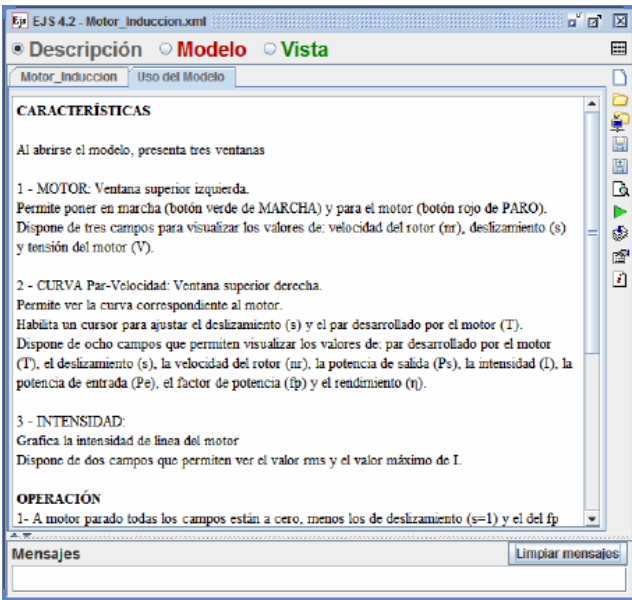 EJS 4.2 - Motor_Induccion.xml
Descripción Modelo Vista
Motor_Induccion Uso del Modelo
CARACTERÍSTICAS
Al abrirse el modelo, presenta tres ventanas
1 - MOTOR: Ventana superior izquierda.
Permite poner en marcha (botón verde de MARCHA) y para el motor (botón rojo de PARO).
Dispone de tres campos para visualizar los valores de: velocidad del rotor (nr), deslizamiento (s)
y tensión del motor (V).
2 - CURVA Par-Velocidad: Ventana superior derecha.
Permite ver la curva correspondiente al motor.
Habilita un cursor para ajustar el deslizamiento (s) y el par desarrollado por el motor (T).
Dispone de ocho campos que permiten visualizar los valores de: par desarrollado por el motor
(T), el deslizamiento (s), la velocidad del rotor (nr), la potencia de salida (Ps), la intensidad (I), la
potencia de entrada (Pe), el factor de potencia (fp) y el rendimiento (η).
3 - INTENSIDAD:
Grafica la intensidad de linea del motor
Dispone de dos campos que permiten ver el valor rms y el valor máximo de I.
OPERACIÓN
1- A motor parado todas los campos están a cero, menos los de deslizamiento (s=1) y el del fp
Mensajes Limpiar mensajes